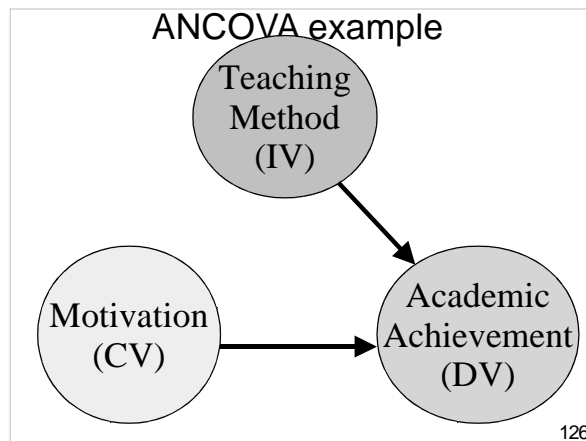 ANCOVA example
Teaching
Method
(IV)
Motivation
(CV)
Academic
Achievement
(DV)
126